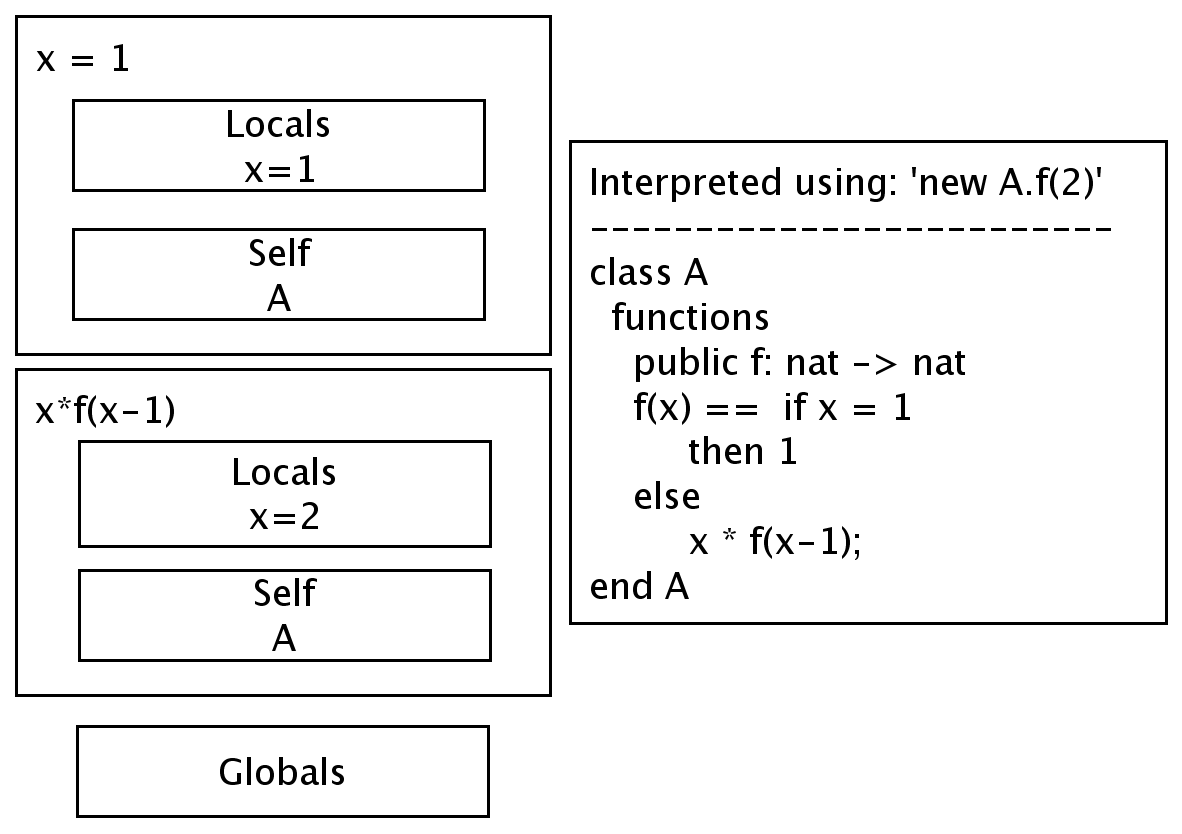 x = 1
Locals
x=1
Self
A
x*f(x-1)
Locals
x=2
Self
A
Globals
Interpreted using: 'new A.f(2)'
-------------------------
class A
functions
public f: nat -> nat
f(x) ==  if x = 1
then 1
else
x * f(x-1);
end A